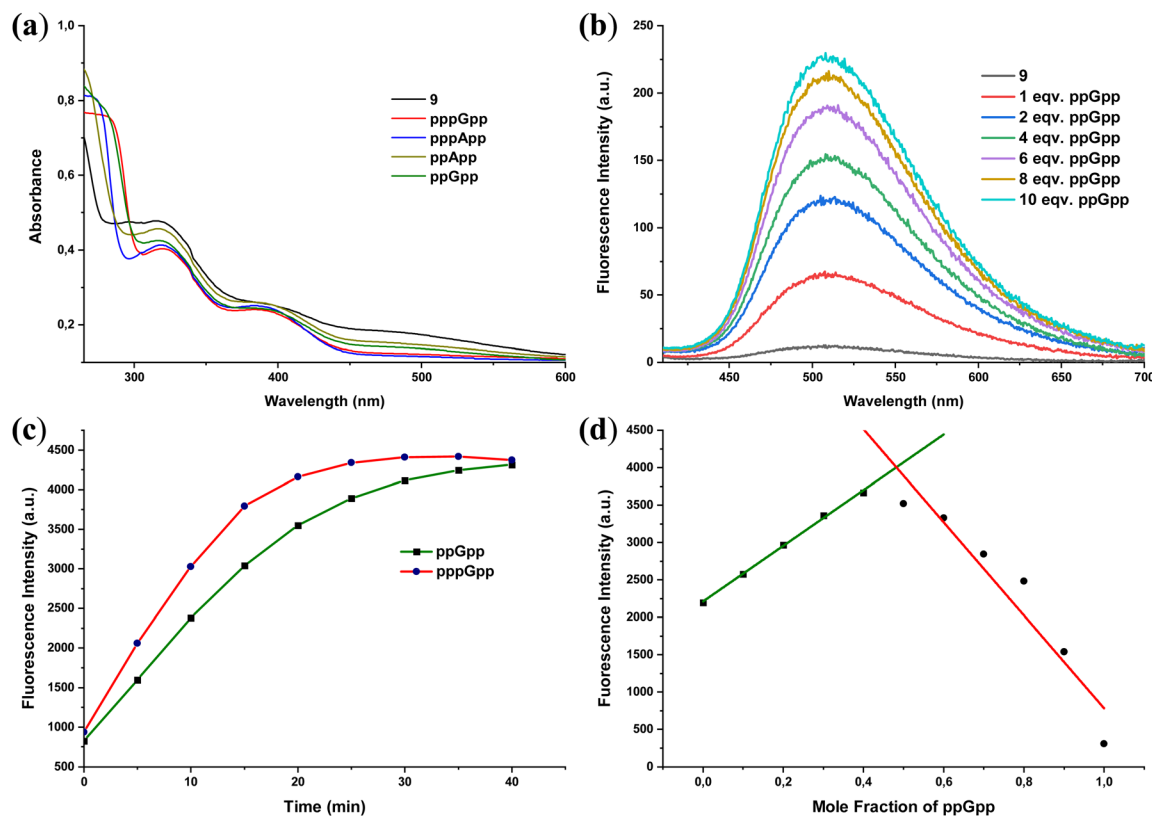 (a)
1,0
0,8
0,6
0,4
0,2
Absorbance
300
400
500
600
Wavelength (nm)
9
pppGpp
pppApp
ppApp
ppGpp
(b)
250
200
150
100
50
0
Fluorescence Intensity (a.u.)
450
500
550
600
650
700
Wavelength (nm)
9
1 eqv. ppGpp
2 eqv. ppGpp
4 eqv. ppGpp
6 eqv. ppGpp
8 eqv. ppGpp
10 eqv. ppGpp
(c)
4500
4000
3500
3000
2500
2000
1500
1000
500
Fluorescence Intensity (a.u.)
0
10
20
30
40
Time (min)
ppGpp
pppGpp
(d)
4500
4000
3500
3000
2500
2000
1500
1000
500
0
Fuorescence Intensity (a.u.)
0,0
0,2
0,4
0,6
0,8
1,0
Mole Fraction of ppGpp